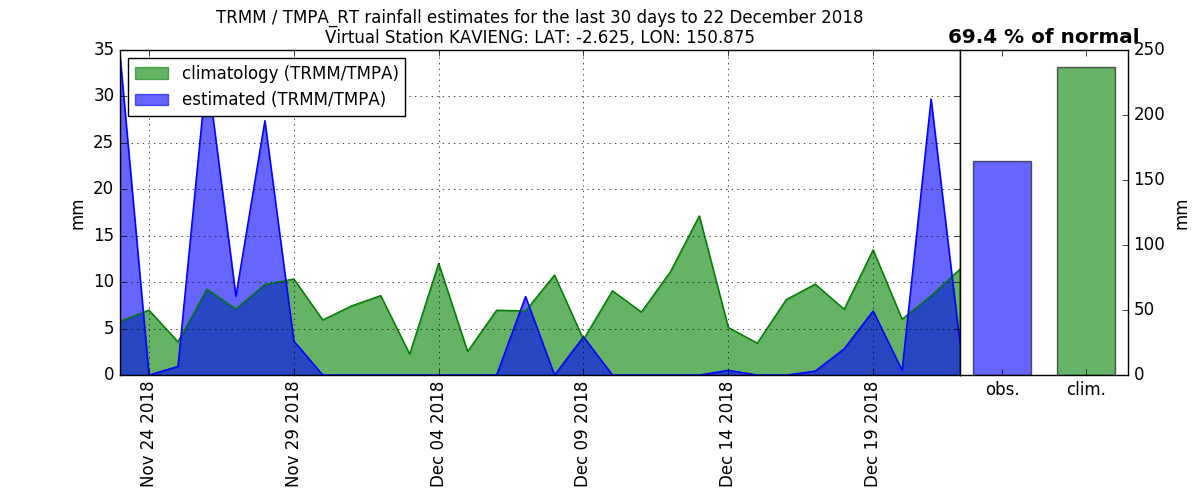 TRMM / TMPA_RT rainfall estimates for the last 30 days to 22 December 2018
Virtual Station KAVIENG: LAT: -2.625, LON: 150.875
69.4 % of normal
climatology (TRMM/TMPA)
estimated (TRMM/TMPA)
35
30
25
20
15
10
5
0
mm
Nov 24 2018
Nov 29 2018
Dec 04 2018
Dec 09 2018
Dec 14 2018
Dec 19 2018
obs.
clim.
250
200
150
100
50
0
mm